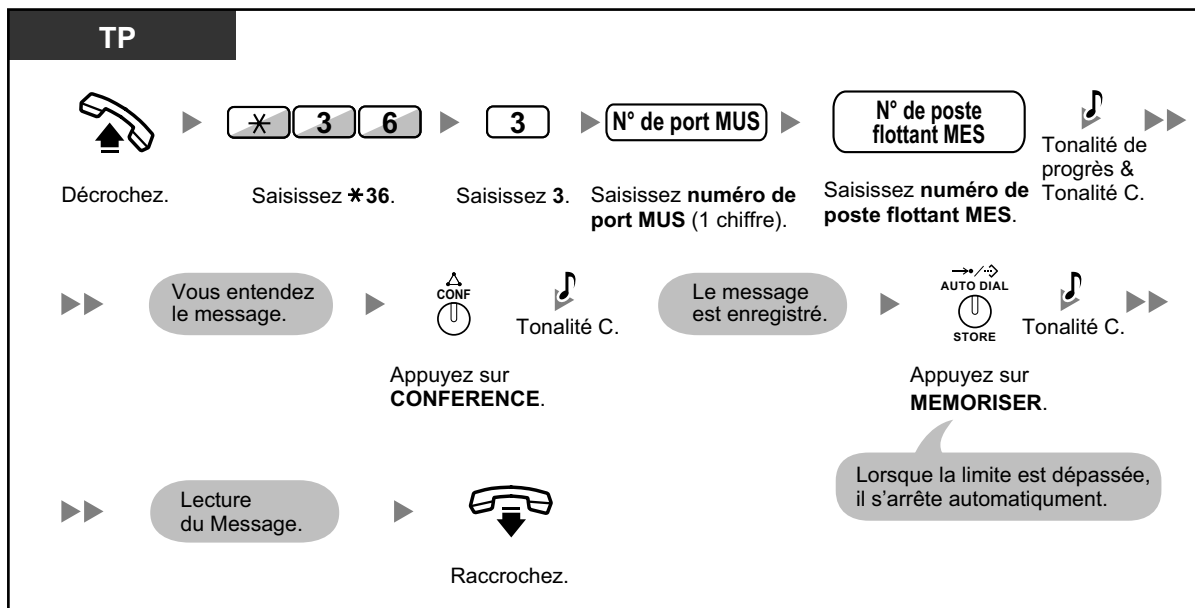 TP
✳ 3 6
3
N° de port MUS
N° de poste
flottant MES
Décrochez.
Saisissez ✳36.
Saisissez 3.
Saisissez numéro de
port MUS (1 chiffre).
Saisissez numéro de
poste flottant MES.
Tonalité de
progrès &
Tonalité C.
Vous entendez
le message.
CONF
Tonalité C.
Appuyez sur
CONFERENCE.
Le message
est enregistré.
AUTO DIAL
STORE
Tonalité C.
Appuyez sur
MEMORISER.
Lorsque la limite est dépassée,
il s'arrête automatiqument.
Lecture
du Message.
Raccrochez.